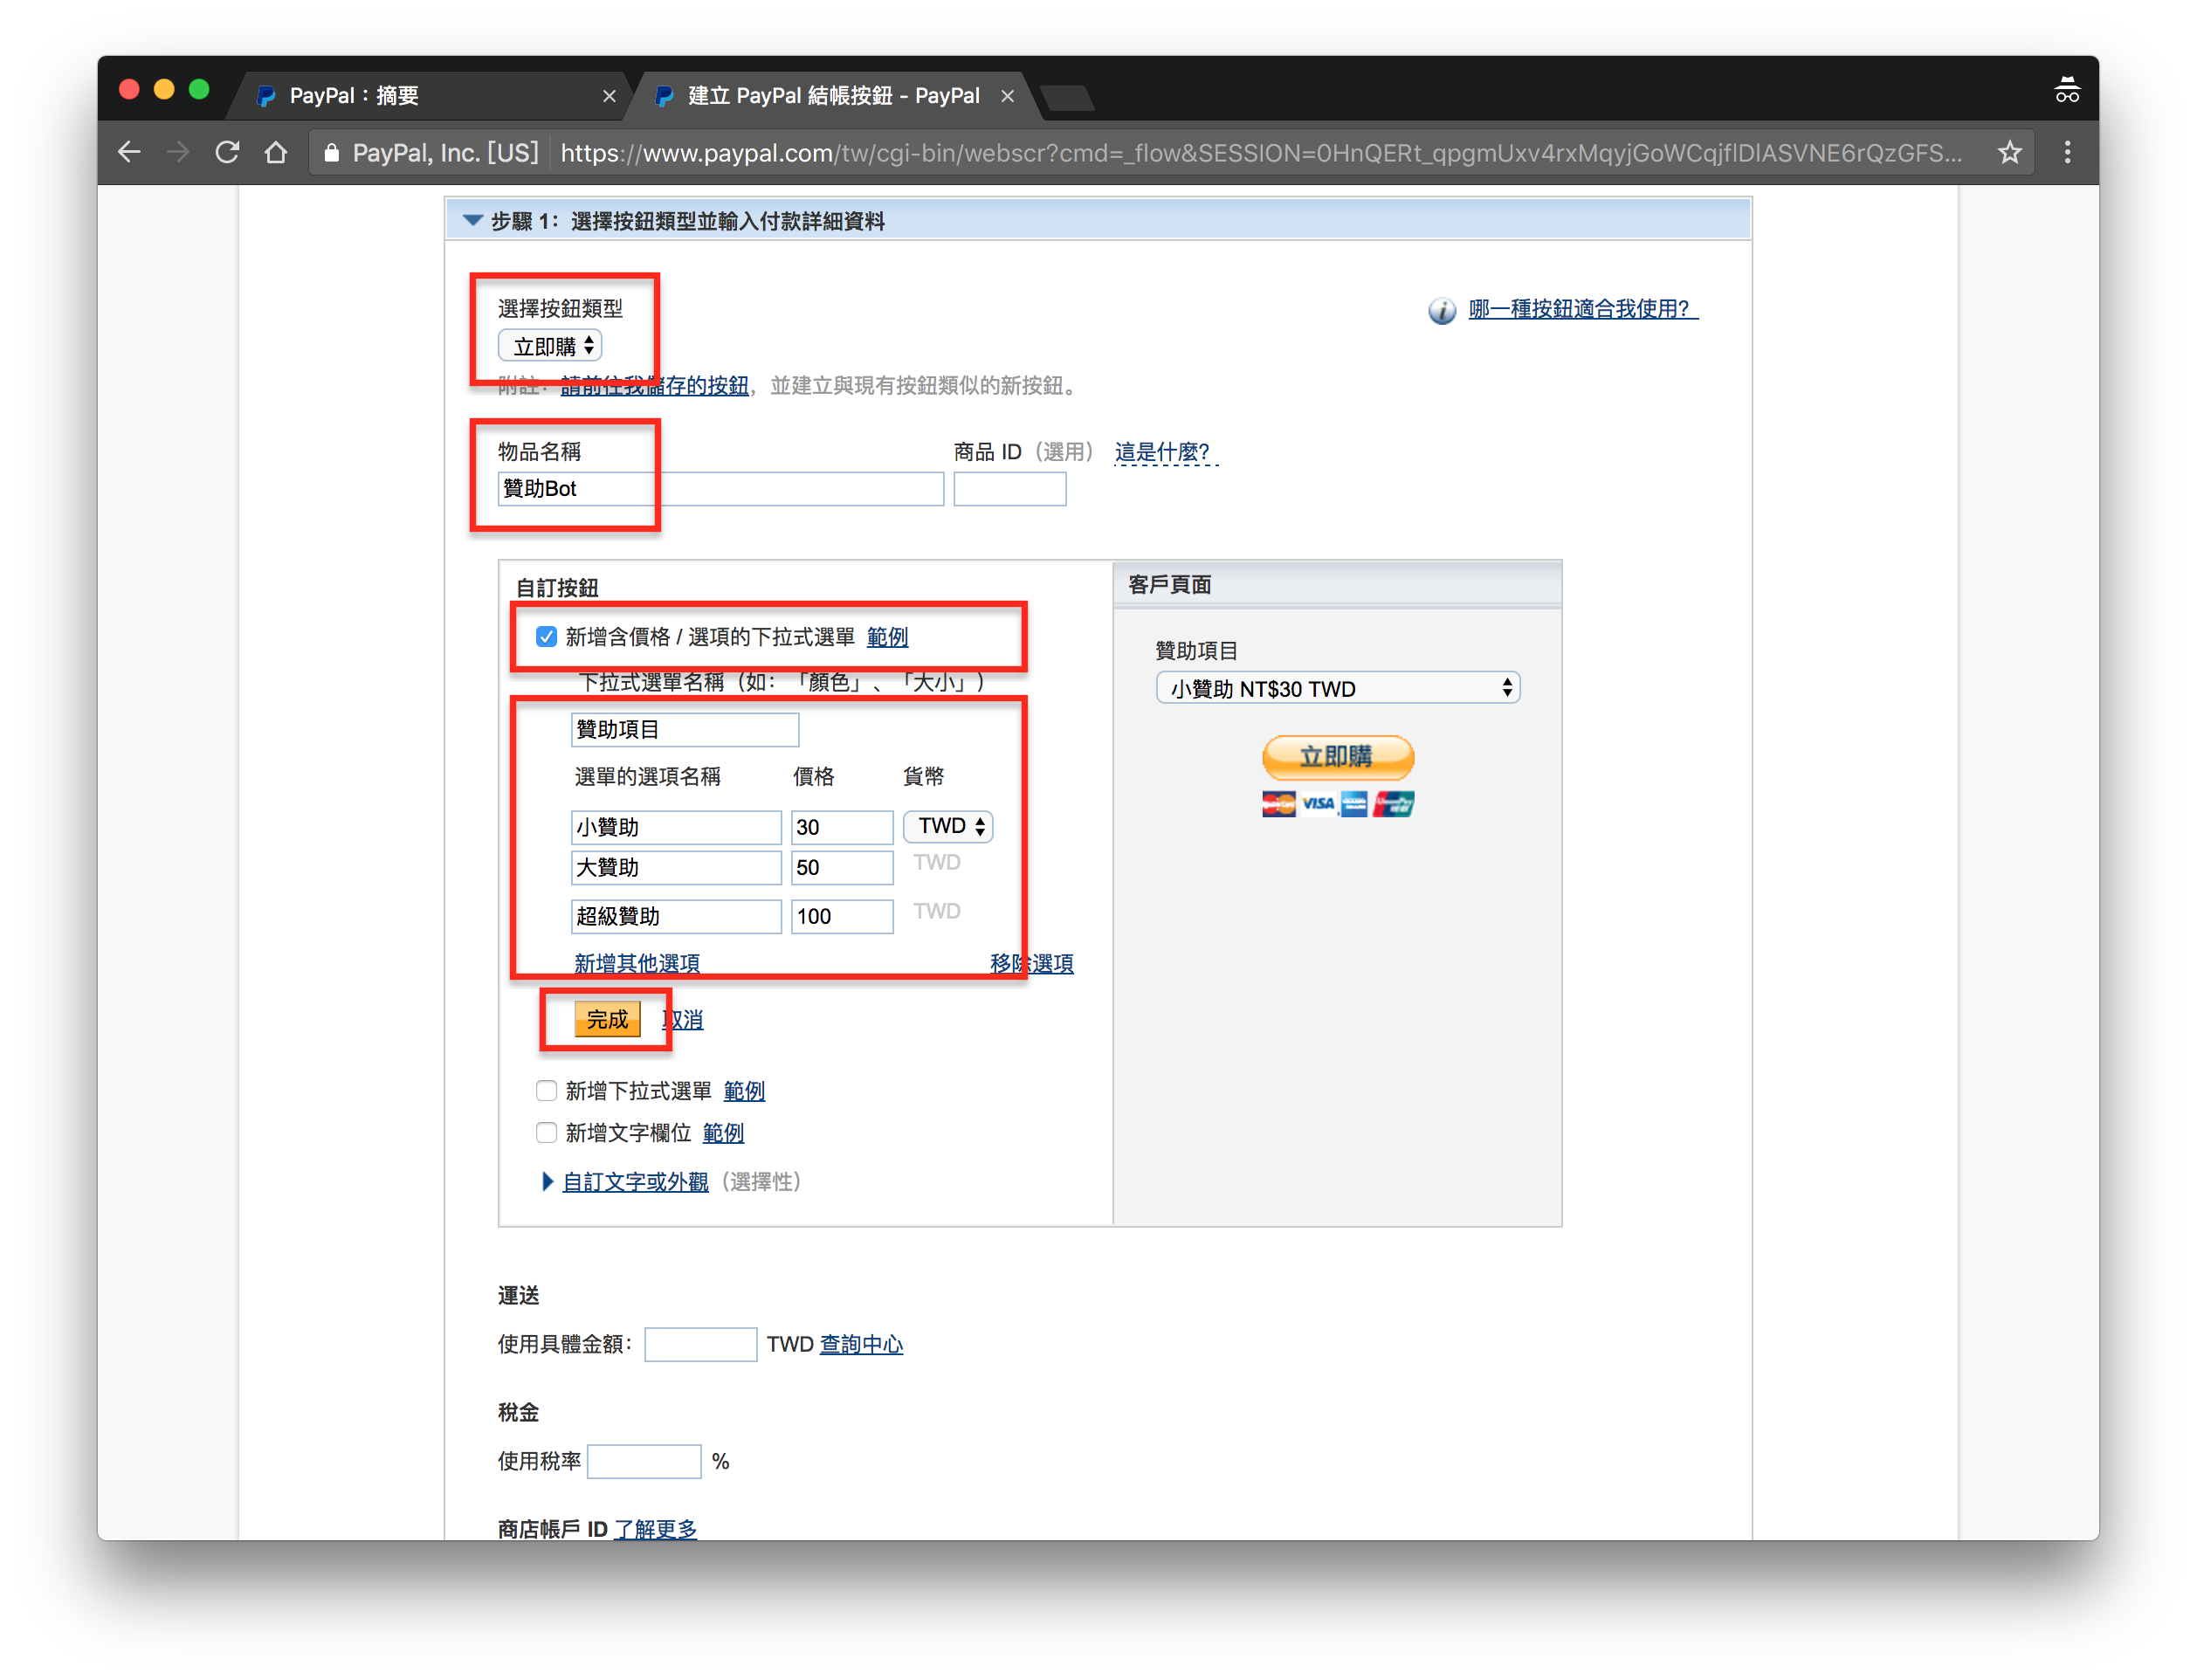 PayPal：摘要
建立 PayPal 結帳按鈕 - PayPal
PayPal, Inc. [US] https://www.paypal.com/tw/cgi-bin/webscr?cmd=_flow&SESSION=0HnQERt_qpgmUxv4rxMqyjGoWCqjflDlASVNE6rQzGFS...
步驟 1：選擇按鈕類型並輸入付款詳細資料
選擇按鈕類型
哪一種按鈕適合我使用？
立即購
附註：請前往我儲存的按鈕，並建立與現有按鈕類似的新按鈕。
物品名稱 商品 ID（選用） 這是什麼？
贊助Bot
自訂按鈕
新增含價格 / 選項的下拉式選單 範例
下拉式選單名稱（如：「顏色」、「大小」）
贊助項目
選單的選項名稱 價格 貨幣
小贊助 30 TWD
大贊助 50 TWD
超級贊助 100 TWD
新增其他選項 移除選項
完成 取消
新增下拉式選單 範例
新增文字欄位 範例
自訂文字或外觀（選擇性）
客戶頁面
贊助項目
小贊助 NT$30 TWD
立即購
VISA
運送
使用具體金額： TWD 查詢中心
稅金
使用稅率 %
商店帳戶 ID 了解更多